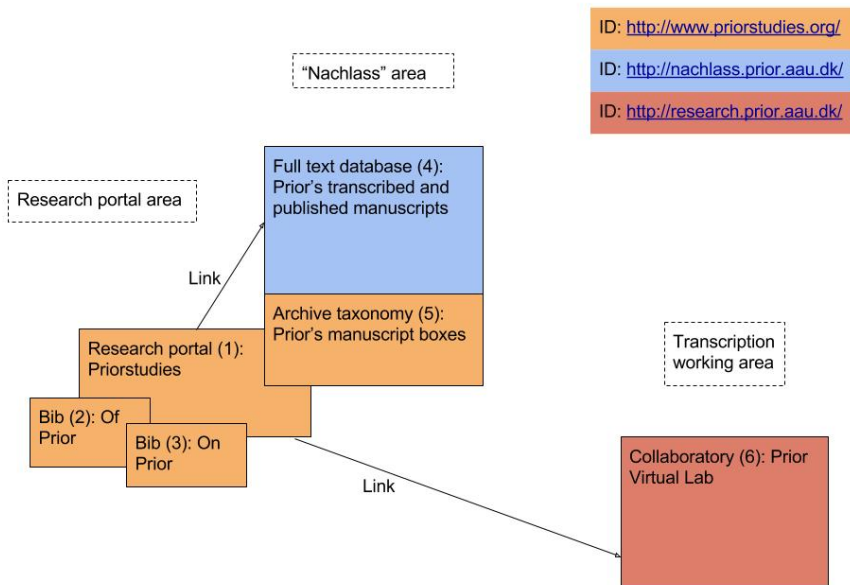 ID: http://www.priorstudies.org/
ID: http://nachlass.prior.aau.dk/
ID: http://research.prior.aau.dk/
“Nachlass” area
Full text database (4):
Prior's transcribed and
published manuscripts
Research portal area
Link
Archive taxonomy (5):
Prior's manuscript boxes
Research portal (1):
Priorstudies
Transcription
working area
Bib (2): Of
Prior
Bib (3): On
Prior
Link
Collaboratory (6): Prior
Virtual Lab